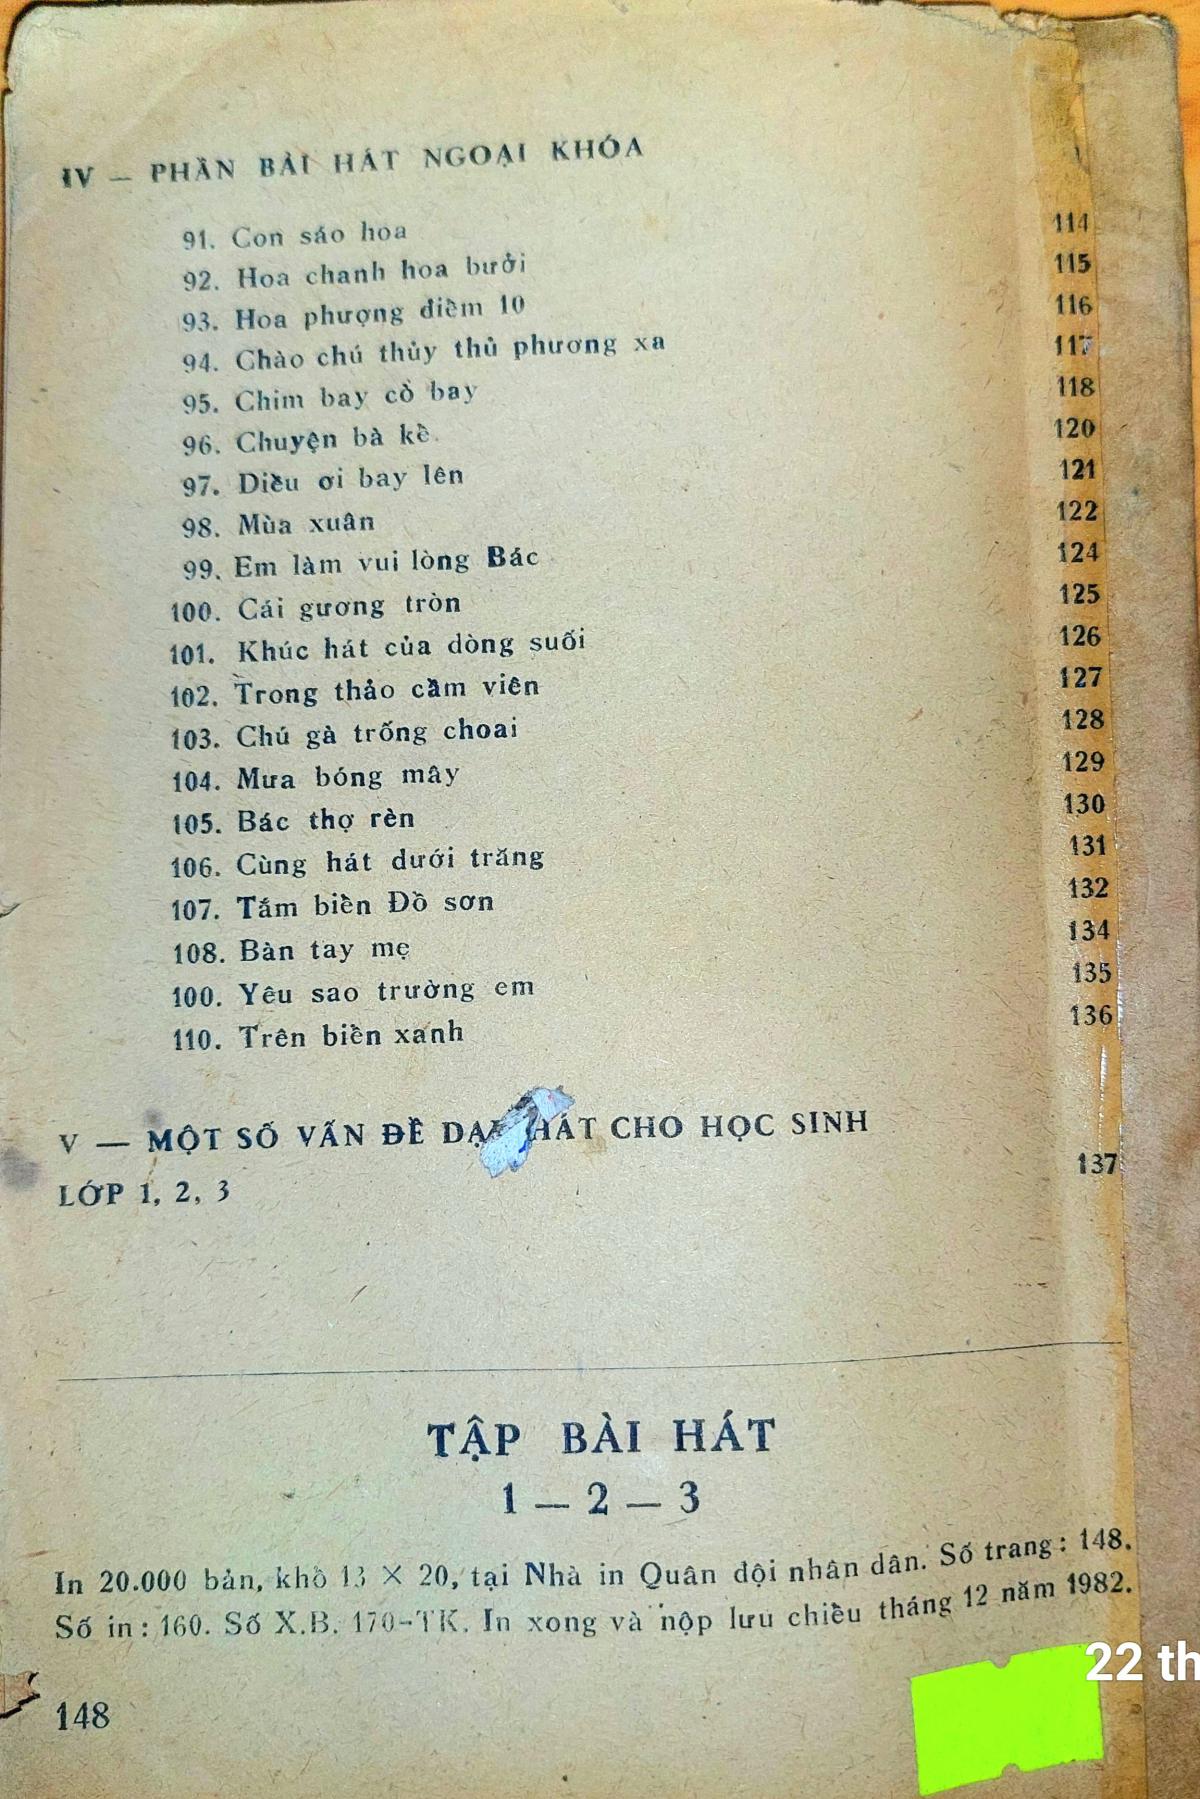 IV — PHẦN BÀI HÁT NGOẠI KHÓA
91. Con sáo hoa 114
92. Hoa chanh hoa bưởi 115
93. Hoa phượng điểm 10 116
94. Chào chú thủy thủ phương xa 117
95. Chim bay cò bay 118
96. Chuyện bà kể 120
97. Diều ơi bay lên 121
98. Mùa xuân 122
99. Em làm vui lòng Bác 124
100. Cái gương tròn 125
101. Khúc hát của dòng suối 126
102. Trong thảo cầm viên 127
103. Chú gà trống choai 128
104. Mưa bóng mây 129
105. Bác thợ rèn 130
106. Cùng hát dưới trăng 131
107. Tắm biển Đồ sơn 132
108. Bàn tay mẹ 134
100. Yêu sao trường em 135
110. Trên biển xanh 136
V — MỘT SỐ VẤN ĐỀ DẠY HÁT CHO HỌC SINH
LỚP 1, 2, 3 137
TẬP BÀI HÁT
1 — 2 — 3
In 20.000 bản, khổ 13 × 20, tại Nhà in Quân đội nhân dân. Số trang: 148.
Số in: 160. Số X.B. 170-TK. In xong và nộp lưu chiểu tháng 12 năm 1982.
148
22 th